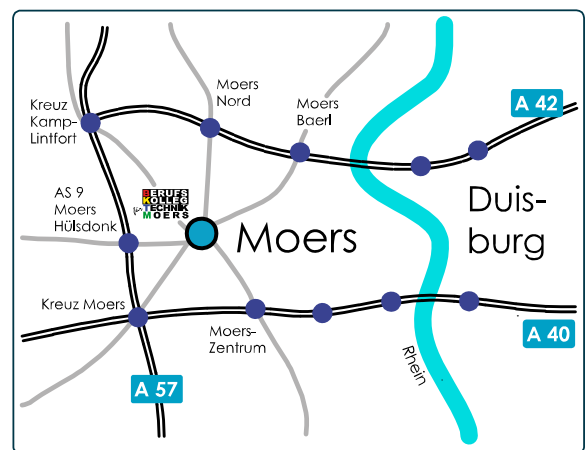 Moers
Nord
A 42
Kreuz
Kamp-
Lintfort
Moers
Baerl
AS 9
Moers
Hülsdonk
BERUFS
KOLLEG
für TECHNIK
MOERS
Moers
Duis-
burg
Kreuz Moers
Moers-
Zentrum
Rhein
A 40
A 57